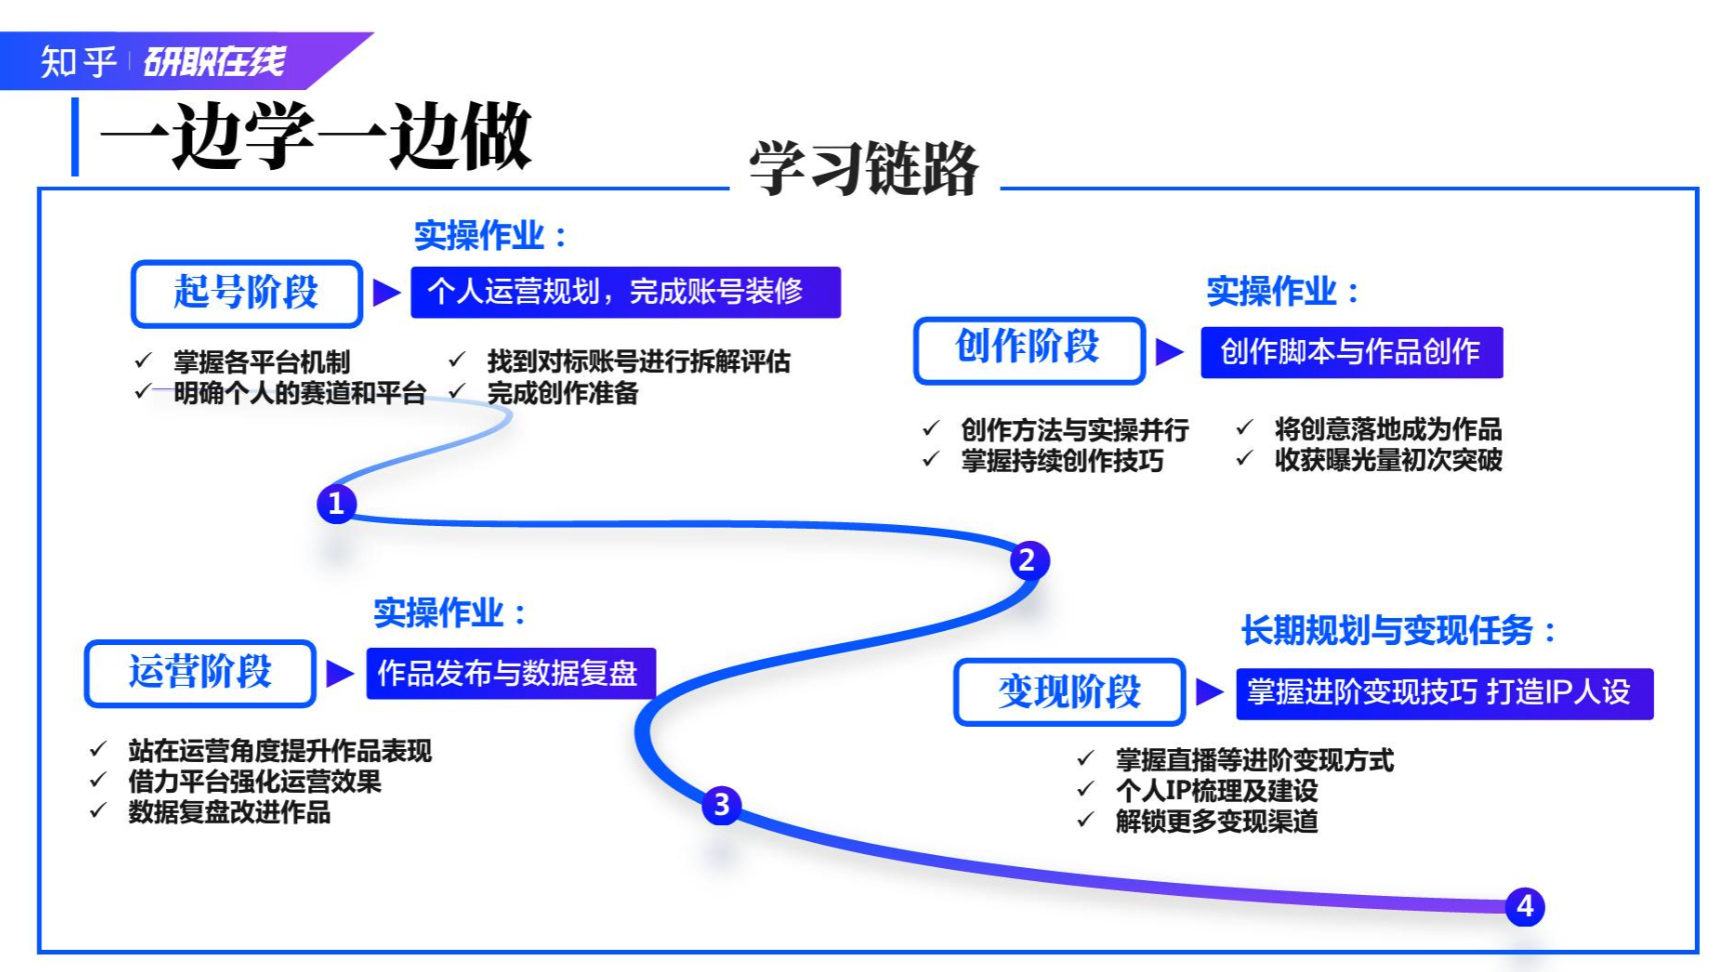 知乎 研职在线
一边学一边做
学习链路
实操作业：
起号阶段
个人运营规划，完成账号装修
掌握各平台机制
明确个人的赛道和平台
找到对标账号进行拆解评估
完成创作准备
实操作业：
创作阶段
创作脚本与作品创作
创作方法与实操并行
掌握持续创作技巧
将创意落地成为作品
收获曝光量初次突破
1
2
实操作业：
运营阶段
作品发布与数据复盘
站在运营角度提升作品表现
借力平台强化运营效果
数据复盘改进作品
3
长期规划与变现任务：
变现阶段
掌握进阶变现技巧 打造IP人设
掌握直播等进阶变现方式
个人IP梳理及建设
解锁更多变现渠道
4